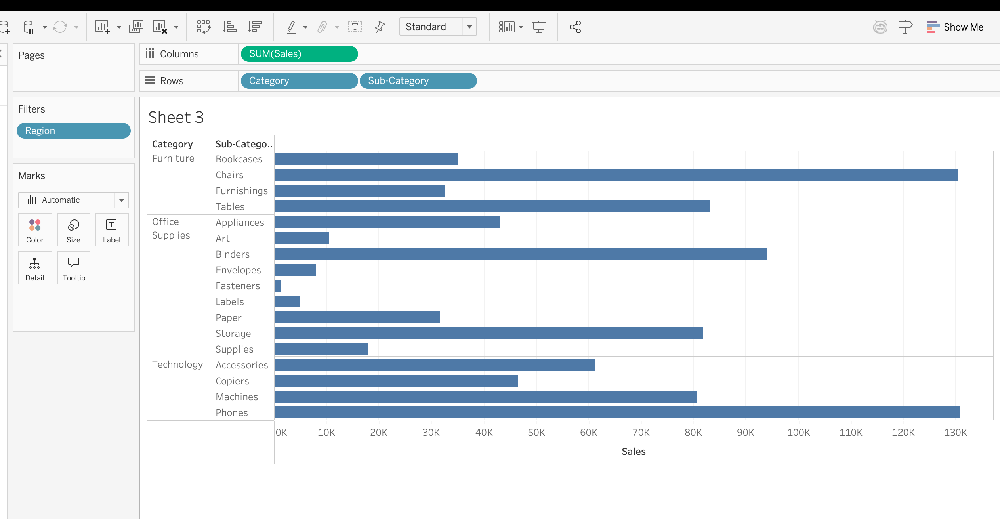 Standard
Show Me
Pages
Columns
SUM(Sales)
Rows
Category
Sub-Category
Filters
Region
Marks
Automatic
Color
Size
T
Label
Detail
Tooltip
Sheet 3
Category
Sub-Catego..
Furniture
Bookcases
Chairs
Furnishings
Tables
Office
Supplies
Appliances
Art
Binders
Envelopes
Fasteners
Labels
Paper
Storage
Supplies
Technology
Accessories
Copiers
Machines
Phones
0K 10K 20K 30K 40K 50K 60K 70K 80K 90K 100K 110K 120K 130K
Sales